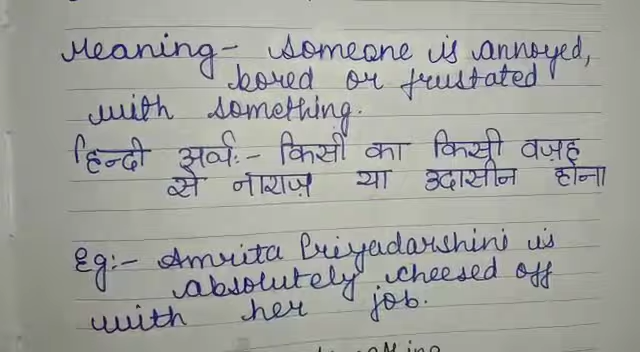 Meaning - Someone is annoyed,
bored or frustated
with something.
हिन्दी अर्थ:- किसी का किसी वज़ह
से नाराज़ या उदासीन होना
Eg:- Amrita Priyadarshini is
absolutely cheesed off
with her job.